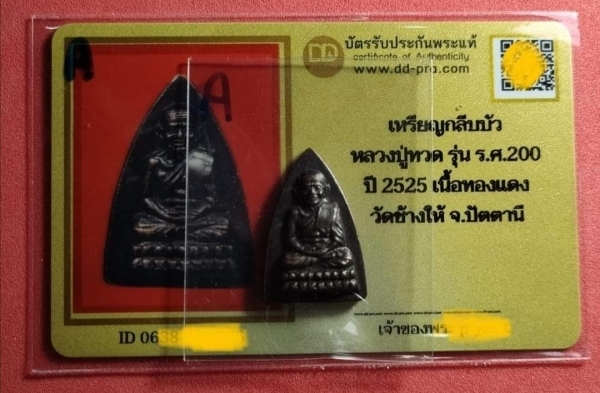 A
A
DD
บัตรรับประกันพระแท้
certificate of Authenticity
www.dd-pra.com
เหรียญกลีบบัว
หลวงปู่ทวด รุ่น ร.ศ.200
ปี 2525 เนื้อทองแดง
วัดช้างให้ จ.ปัตตานี
ID 0638
เจ้าของพระ